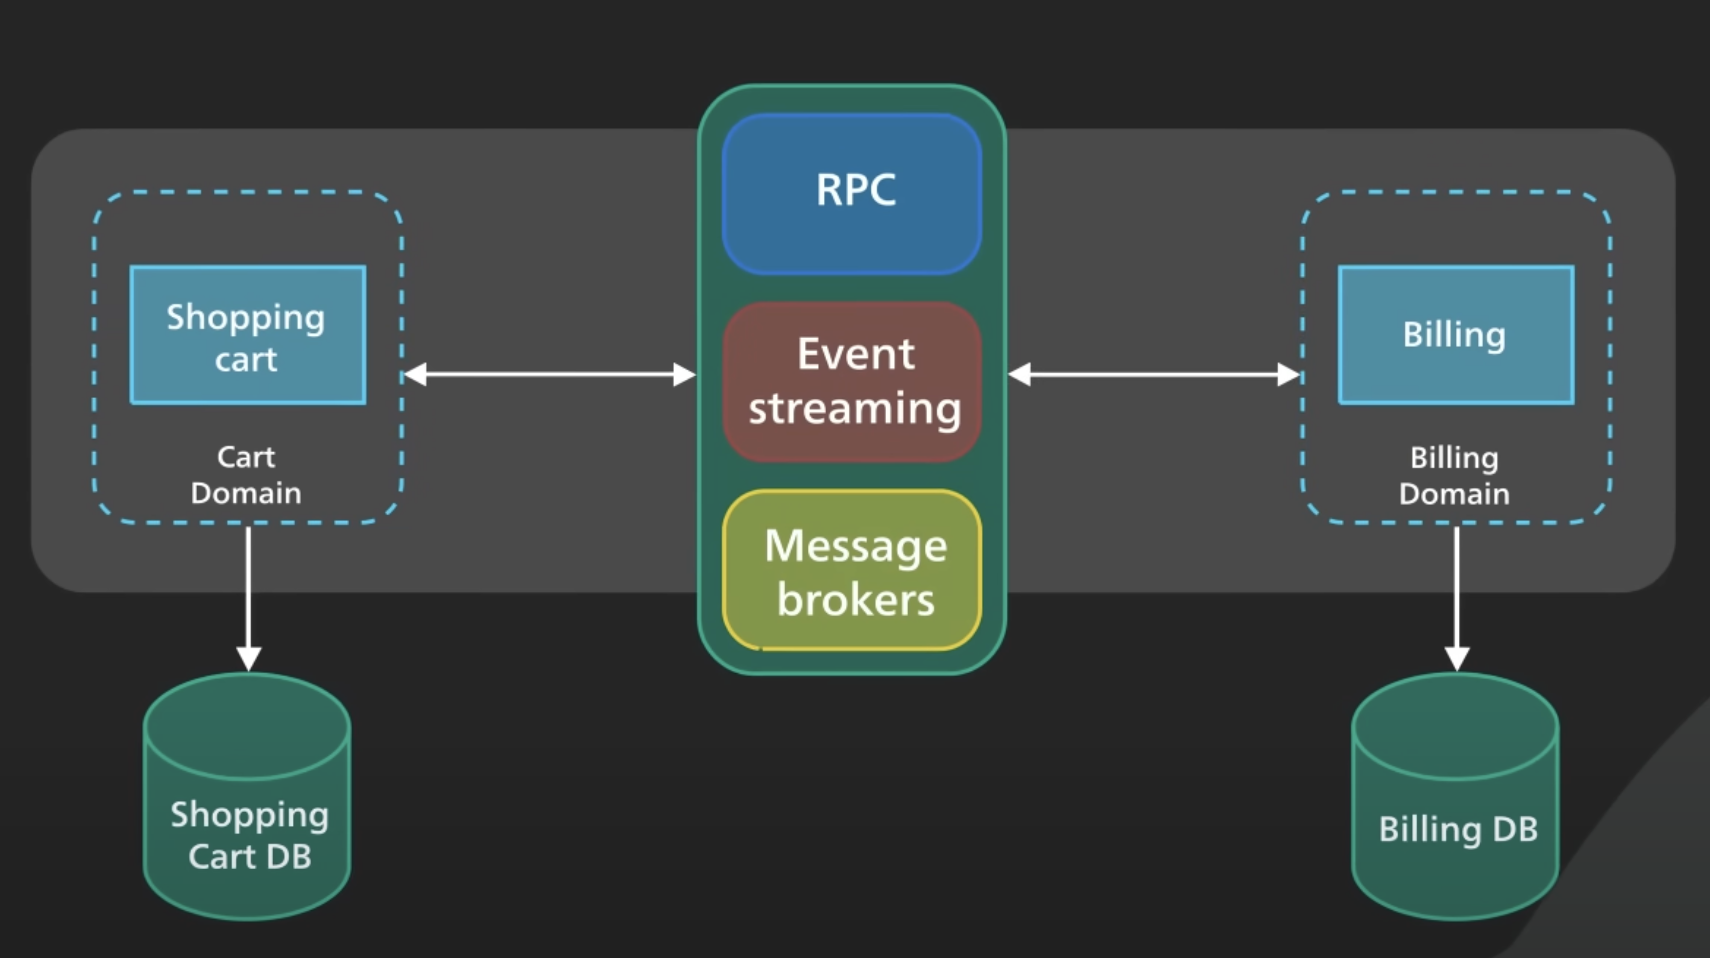 RPC
Shopping
cart
Event
streaming
Billing
Cart
Domain
Billing
Domain
Message
brokers
Shopping
Cart DB
Billing DB